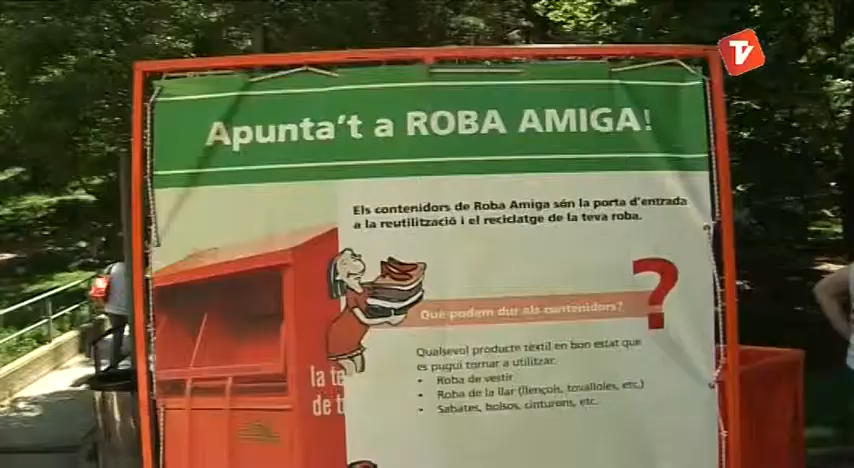 TV
Apunta't a ROBA AMIGA!
Els contenidors de Roba Amiga són la porta d'entrada
a la reutilització i el reciclatge de la teva roba.
Què podem dur als contenidors?
?
Qualsevol producte tèxtil en bon estat que
es pugui tornar a utilitzar.
• Roba de vestir
• Roba de la llar (llençols, tovalloles, etc.)
• Sabates, bolsos, cinturons, etc.
la te
de t